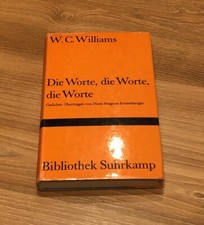 W. C. Williams
Die Worte, die Worte,
die Worte
Gedichte. Übertragen von Hans Magnus Enzensberger
Bibliothek Suhrkamp